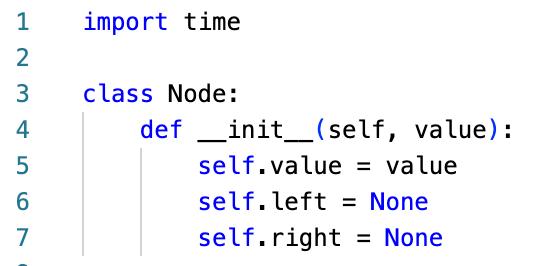 1 import time
2
3 class Node:
4     def __init__(self, value):
5         self.value = value
6         self.left = None
7         self.right = None